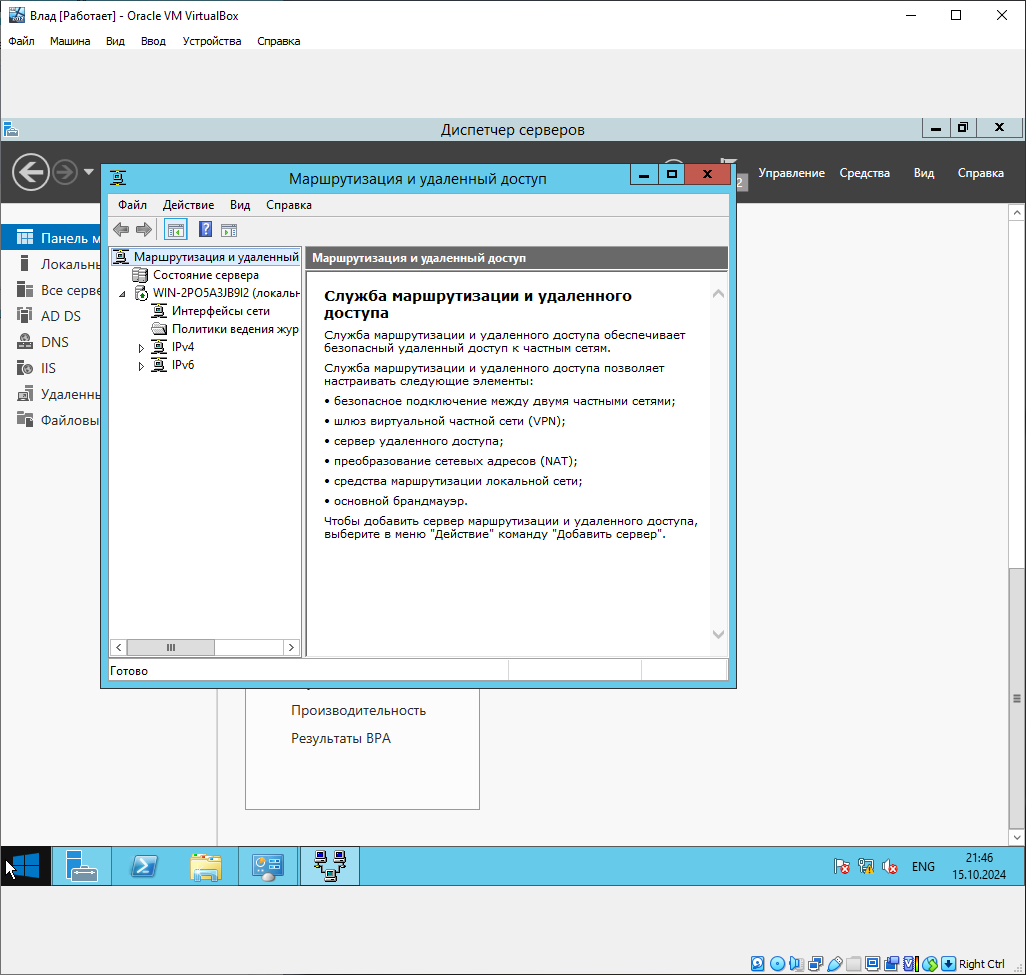 Влад [Работает] - Oracle VM VirtualBox
Файл Машина Вид Ввод Устройства Справка
Диспетчер серверов
2 Управление Средства Вид Справка
Маршрутизация и удаленный доступ
Файл Действие Вид Справка
Панель м
Локальны
Все серве
AD DS
DNS
IIS
Удаленны
Файловы
Маршрутизация и удаленный
Состояние сервера
WIN-2PO5A3JB9I2 (локальн
Интерфейсы сети
Политики ведения жур
IPv4
IPv6
Маршрутизация и удаленный доступ
Служба маршрутизации и удаленного
доступа
Служба маршрутизации и удаленного доступа обеспечивает
безопасный удаленный доступ к частным сетям.
Служба маршрутизации и удаленного доступа позволяет
настраивать следующие элементы:
• безопасное подключение между двумя частными сетями;
• шлюз виртуальной частной сети (VPN);
• сервер удаленного доступа;
• преобразование сетевых адресов (NAT);
• средства маршрутизации локальной сети;
• основной брандмауэр.
Чтобы добавить сервер маршрутизации и удаленного доступа,
выберите в меню "Действие" команду "Добавить сервер".
Готово
Производительность
Результаты BPA
ENG
21:46
15.10.2024
Right Ctrl